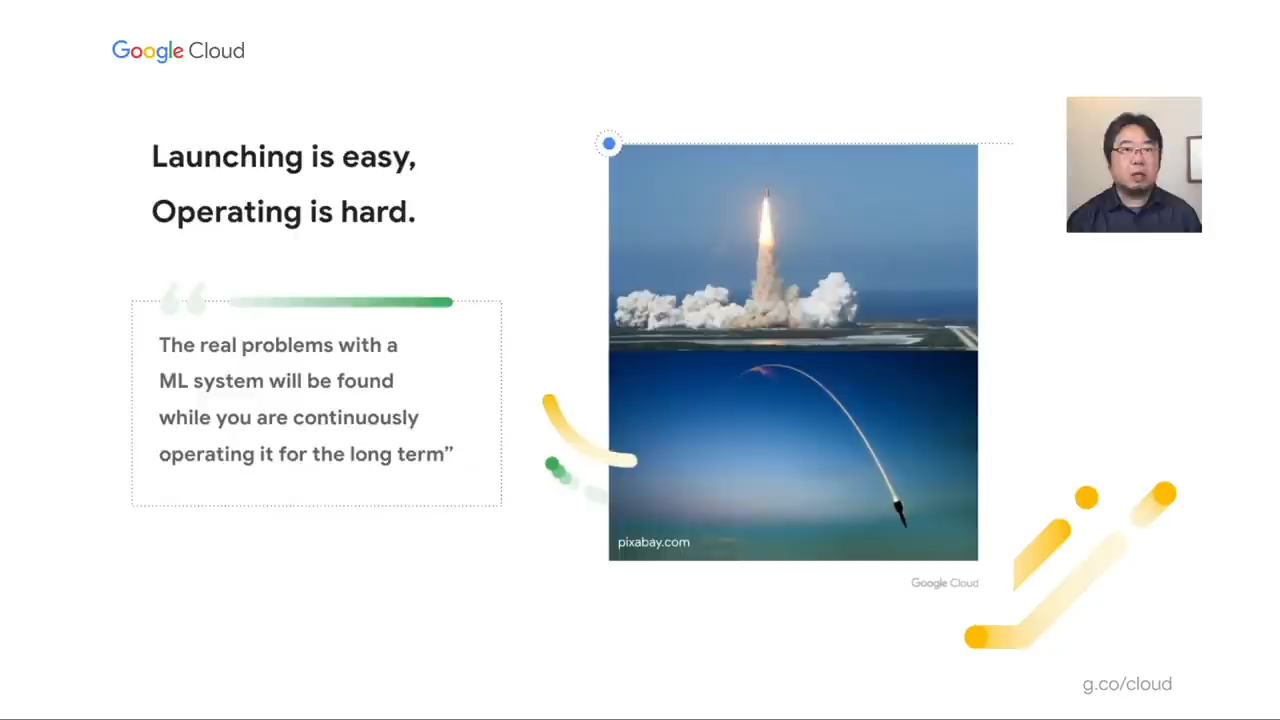 Google Cloud
Launching is easy,
Operating is hard.
“
The real problems with a
ML system will be found
while you are continuously
operating it for the long term”
pixabay.com
Google Cloud
g.co/cloud